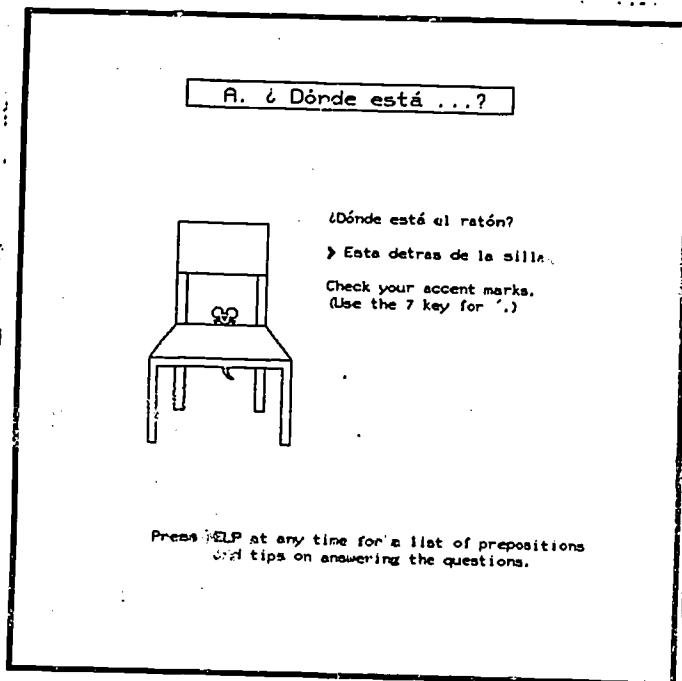 A. ¿ Dónde está ...?
¿Dónde está el ratón?
> Esta detras de la silla.
Check your accent marks.
(Use the 7 key for ´.)
Press HELP at any time for a list of prepositions
and tips on answering the questions.